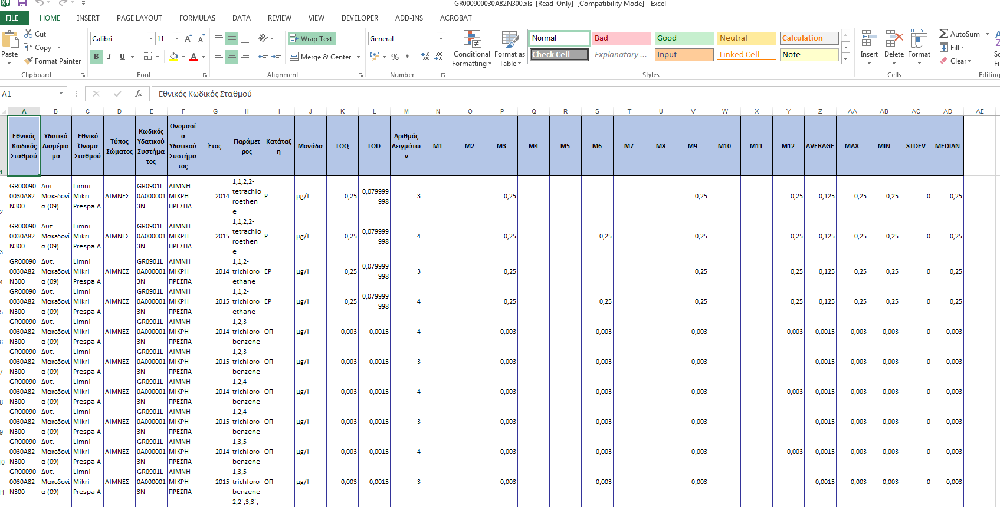 GR000900030A82N300.xls [Read-Only] [Compatibility Mode] - Excel
FILE HOME INSERT PAGE LAYOUT FORMULAS DATA REVIEW VIEW DEVELOPER ADD-INS ACROBAT
Paste Cut Copy Format Painter
Calibri 11 B I U A A A
Wrap Text Merge & Center
General % ,
Conditional Formatting Format as Table
Normal Bad Good Neutral Calculation
Check Cell Explanatory ... Input Linked Cell Note
Insert Delete Format
Σ AutoSum Fill Clear
Clipboard Font Alignment Number Styles Cells Editing
A1 fx Εθνικός Κωδικός Σταθμού
A B C D E F G H I J K L M N O P Q R S T U V W X Y Z AA AB AC AD AE
1 Εθνικός Κωδικός Σταθμού Υδατικό Διαμέρισμα Εθνικό Όνομα Σταθμού Τύπος Σώματος Κωδικός Υδατικού Συστήματος Ονομασία Υδατικού Συστήματος Έτος Παράμετρος Κατάταξη Μονάδα LOQ LOD Αριθμός Δειγμάτων M1 M2 M3 M4 M5 M6 M7 M8 M9 M10 M11 M12 AVERAGE MAX MIN STDEV MEDIAN
2 GR000900030A82N300 Δυτ. Μακεδονία (09) Limni Mikri Prespa A ΛΙΜΝΕΣ GR0901L0A0000013N ΛΙΜΝΗ ΜΙΚΡΗ ΠΡΕΣΠΑ 2014 1,1,2,2-tetrachloroethene Ρ μg/l 0,25 0,079999998 3 0,25 0,25 0,25 0,125 0,25 0,25 0 0,25
3 GR000900030A82N300 Δυτ. Μακεδονία (09) Limni Mikri Prespa A ΛΙΜΝΕΣ GR0901L0A0000013N ΛΙΜΝΗ ΜΙΚΡΗ ΠΡΕΣΠΑ 2015 1,1,2,2-tetrachloroethene Ρ μg/l 0,25 0,079999998 4 0,25 0,25 0,25 0,25 0,125 0,25 0,25 0 0,25
4 GR000900030A82N300 Δυτ. Μακεδονία (09) Limni Mikri Prespa A ΛΙΜΝΕΣ GR0901L0A0000013N ΛΙΜΝΗ ΜΙΚΡΗ ΠΡΕΣΠΑ 2014 1,1,2-trichloroethane ΕΡ μg/l 0,25 0,079999998 3 0,25 0,25 0,25 0,125 0,25 0,25 0 0,25
5 GR000900030A82N300 Δυτ. Μακεδονία (09) Limni Mikri Prespa A ΛΙΜΝΕΣ GR0901L0A0000013N ΛΙΜΝΗ ΜΙΚΡΗ ΠΡΕΣΠΑ 2015 1,1,2-trichloroethane ΕΡ μg/l 0,25 0,079999998 4 0,25 0,25 0,25 0,25 0,125 0,25 0,25 0 0,25
6 GR000900030A82N300 Δυτ. Μακεδονία (09) Limni Mikri Prespa A ΛΙΜΝΕΣ GR0901L0A0000013N ΛΙΜΝΗ ΜΙΚΡΗ ΠΡΕΣΠΑ 2014 1,2,3-trichlorobenzene ΟΠ μg/l 0,003 0,0015 4 0,003 0,003 0,003 0,003 0,0015 0,003 0,003 0 0,003
7 GR000900030A82N300 Δυτ. Μακεδονία (09) Limni Mikri Prespa A ΛΙΜΝΕΣ GR0901L0A0000013N ΛΙΜΝΗ ΜΙΚΡΗ ΠΡΕΣΠΑ 2015 1,2,3-trichlorobenzene ΟΠ μg/l 0,003 0,0015 3 0,003 0,003 0,003 0,0015 0,003 0,003 0 0,003
8 GR000900030A82N300 Δυτ. Μακεδονία (09) Limni Mikri Prespa A ΛΙΜΝΕΣ GR0901L0A0000013N ΛΙΜΝΗ ΜΙΚΡΗ ΠΡΕΣΠΑ 2014 1,2,4-trichlorobenzene ΟΠ μg/l 0,003 0,0015 4 0,003 0,003 0,003 0,003 0,0015 0,003 0,003 0 0,003
9 GR000900030A82N300 Δυτ. Μακεδονία (09) Limni Mikri Prespa A ΛΙΜΝΕΣ GR0901L0A0000013N ΛΙΜΝΗ ΜΙΚΡΗ ΠΡΕΣΠΑ 2015 1,2,4-trichlorobenzene ΟΠ μg/l 0,003 0,0015 3 0,003 0,003 0,003 0,0015 0,003 0,003 0 0,003
0 GR000900030A82N300 Δυτ. Μακεδονία (09) Limni Mikri Prespa A ΛΙΜΝΕΣ GR0901L0A0000013N ΛΙΜΝΗ ΜΙΚΡΗ ΠΡΕΣΠΑ 2014 1,3,5-trichlorobenzene ΟΠ μg/l 0,003 0,0015 4 0,003 0,003 0,003 0,003 0,0015 0,003 0,003 0 0,003
1 GR000900030A82N300 Δυτ. Μακεδονία (09) Limni Mikri Prespa A ΛΙΜΝΕΣ GR0901L0A0000013N ΛΙΜΝΗ ΜΙΚΡΗ ΠΡΕΣΠΑ 2015 1,3,5-trichlorobenzene ΟΠ μg/l 0,003 0,0015 3 0,003 0,003 0,003 0,0015 0,003 0,003 0 0,003
2,2´,3,3´,